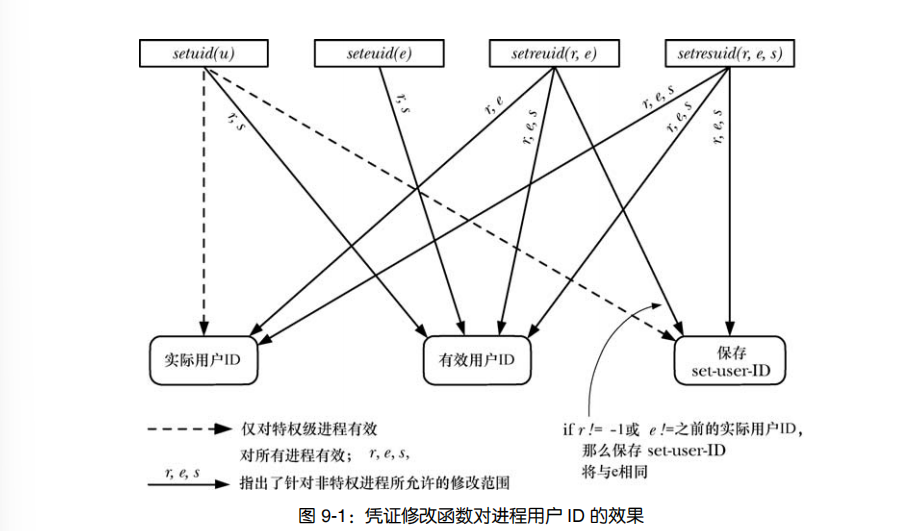 setuid(u)
seteuid(e)
setreuid(r, e)
setresuid(r, e, s)
r, s
r, s
r, e
r, e, s
r, e, s
r, e, s
r, e, s
实际用户ID
有效用户ID
保存
set-user-ID
仅对特权级进程有效
对所有进程有效； r, e, s,
r, e, s
指出了针对非特权进程所允许的修改范围
if r != -1或 e !=之前的实际用户ID，
那么保存 set-user-ID
将与e相同
图 9-1：凭证修改函数对进程用户 ID 的效果